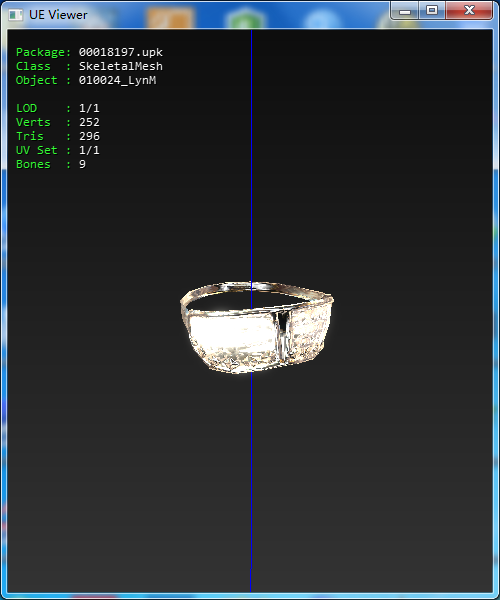 UE Viewer
Package: 00018197.upk
Class : SkeletalMesh
Object : 010024_LynM
LOD : 1/1
Verts : 252
Tris : 296
UV Set : 1/1
Bones : 9